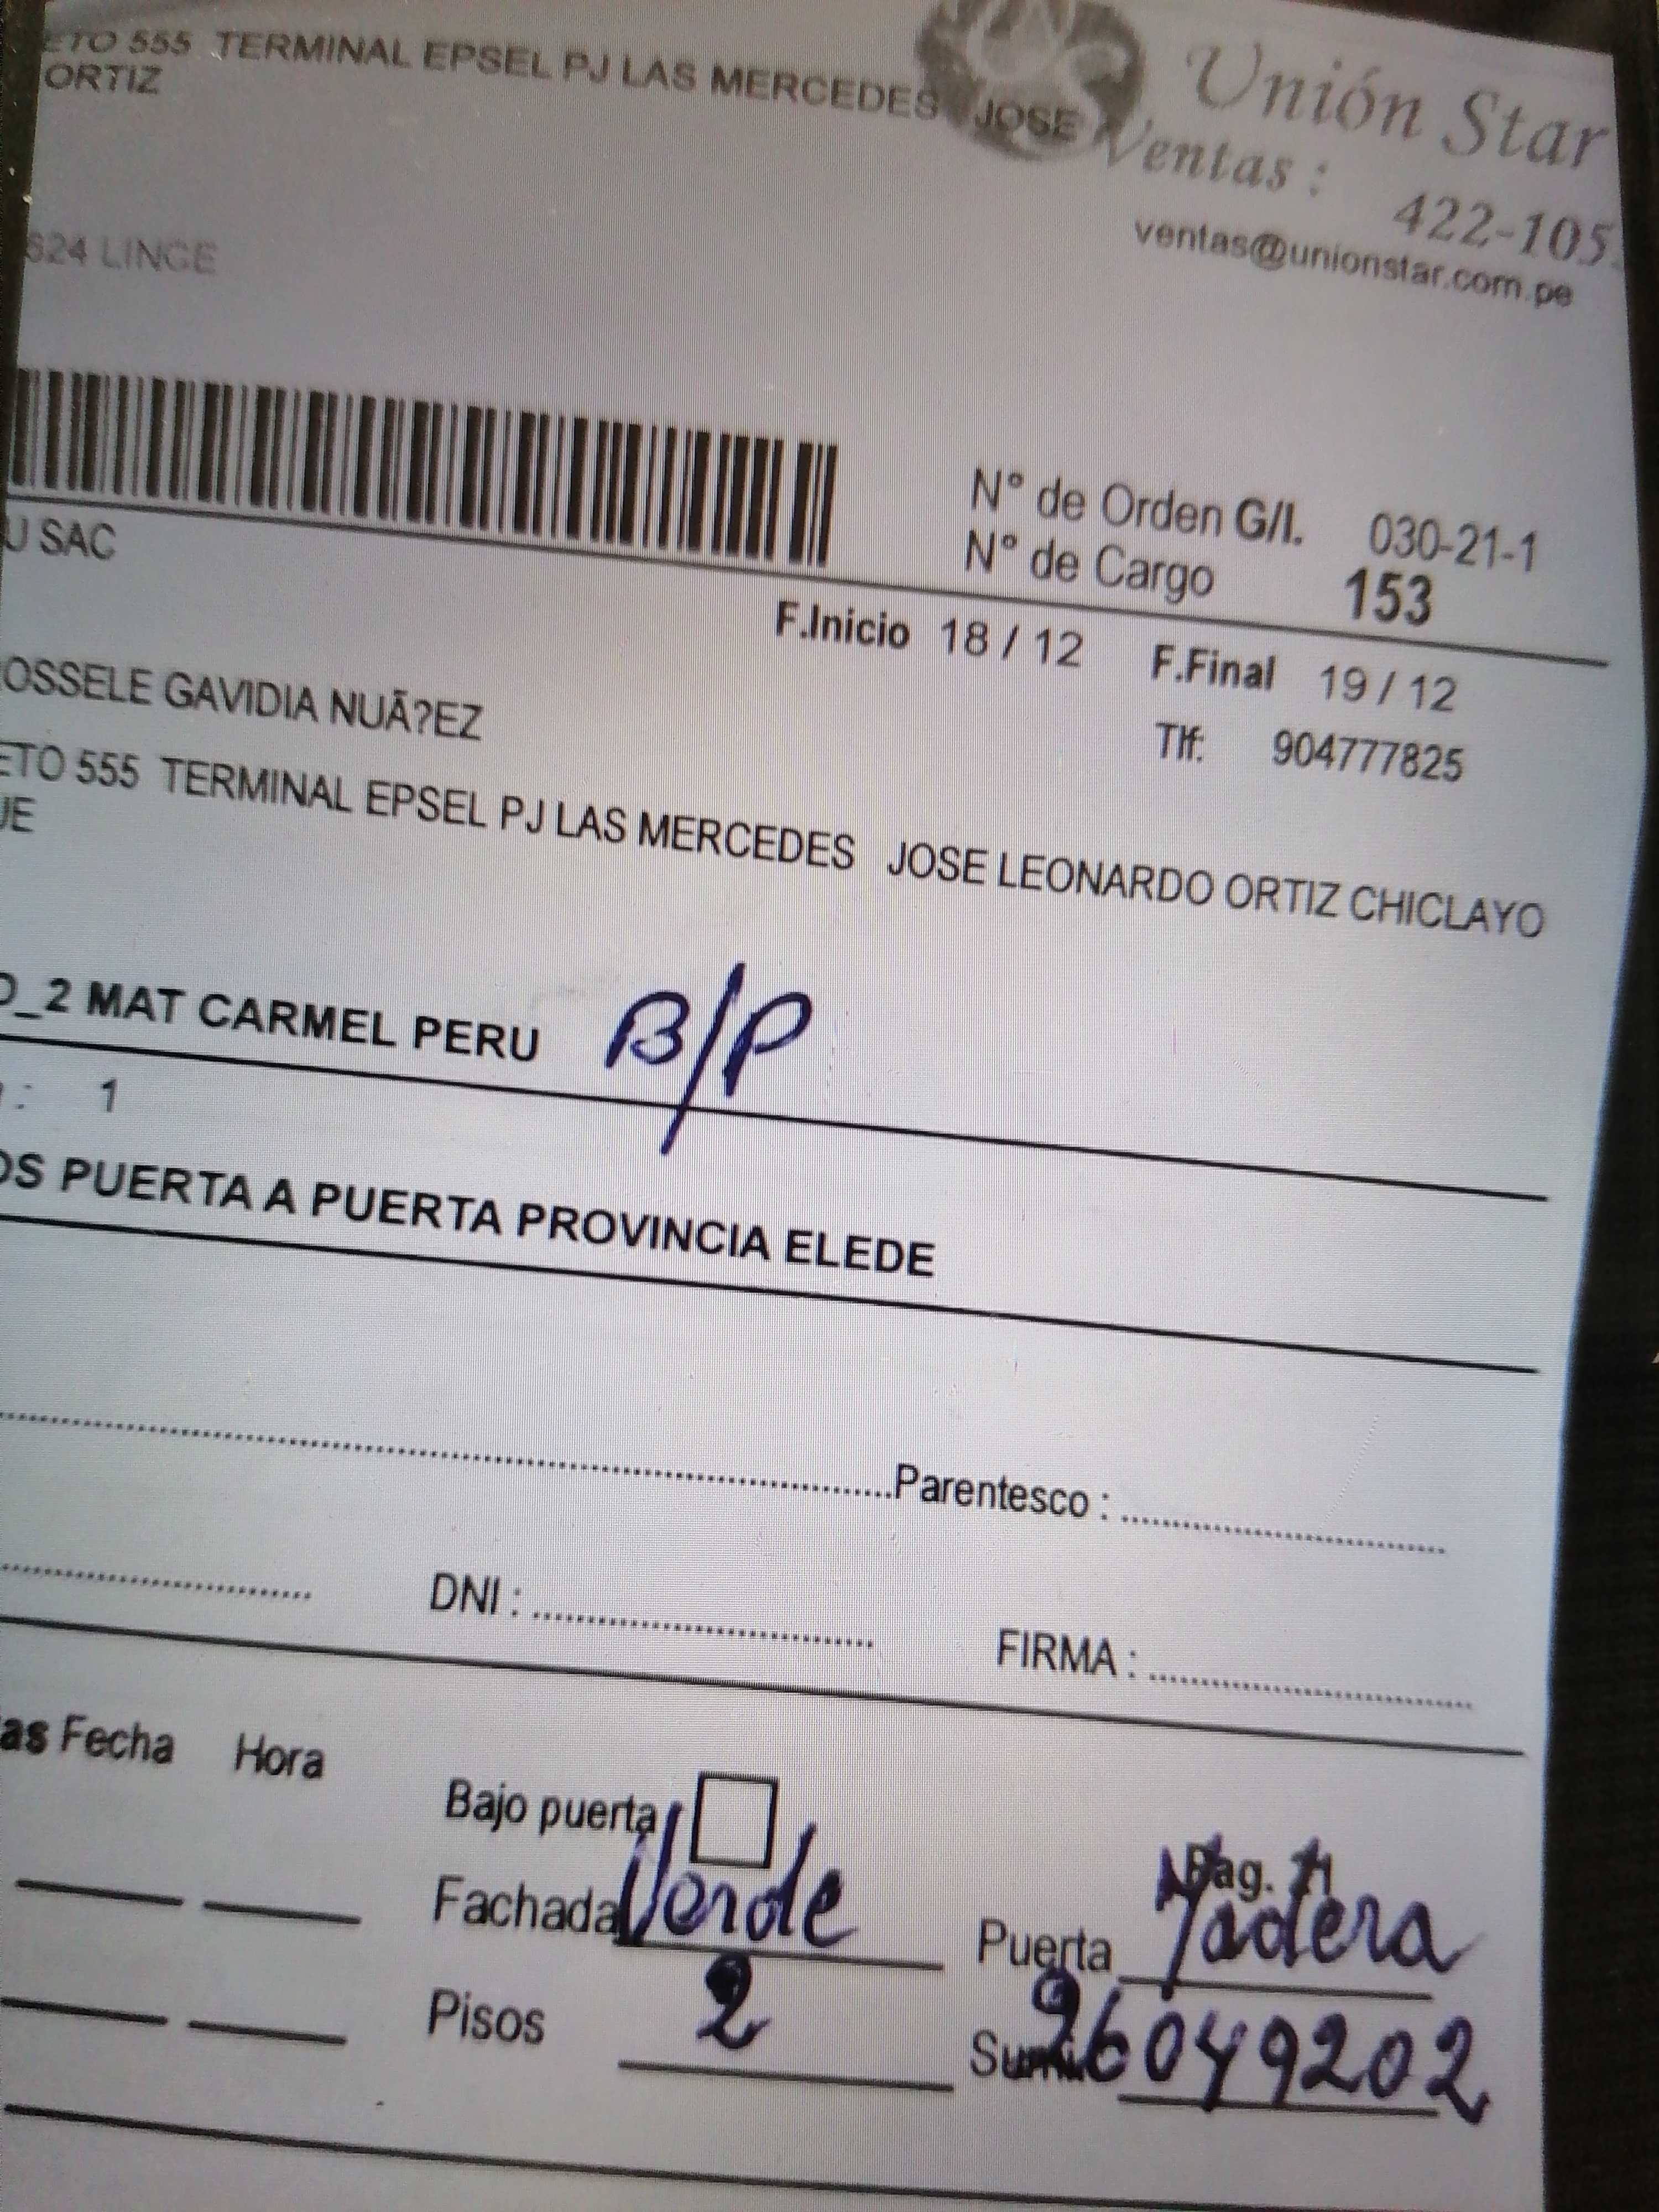 ETO 555 TERMINAL EPSEL PJ LAS MERCEDES JOSE
ORTIZ
Unión Star
Ventas : 422-105
ventas@unionstar.com.pe
624 LINCE
N° de Orden G/I. 030-21-1
N° de Cargo 153
U SAC
F.Inicio 18 / 12 F.Final 19 / 12
OSSELE GAVIDIA NUÃ?EZ
Tlf: 904777825
ETO 555 TERMINAL EPSEL PJ LAS MERCEDES JOSE LEONARDO ORTIZ CHICLAYO
UE
O_2 MAT CARMEL PERU B/P
: 1
OS PUERTA A PUERTA PROVINCIA ELEDE
Parentesco :
DNI : FIRMA :
as Fecha Hora
Bajo puerta
Pag. 1
Fachada Verde Puerta Madera
Pisos 2 26049202